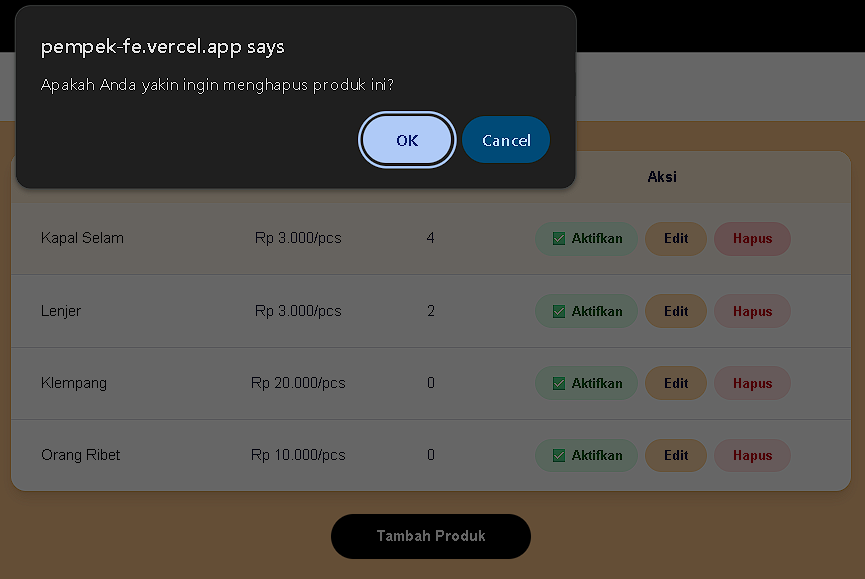 pempek-fe.vercel.app says
Apakah Anda yakin ingin menghapus produk ini?
OK Cancel
Aksi
Kapal Selam Rp 3.000/pcs 4 ✅ Aktifkan Edit Hapus
Lenjer Rp 3.000/pcs 2 ✅ Aktifkan Edit Hapus
Klempang Rp 20.000/pcs 0 ✅ Aktifkan Edit Hapus
Orang Ribet Rp 10.000/pcs 0 ✅ Aktifkan Edit Hapus
Tambah Produk